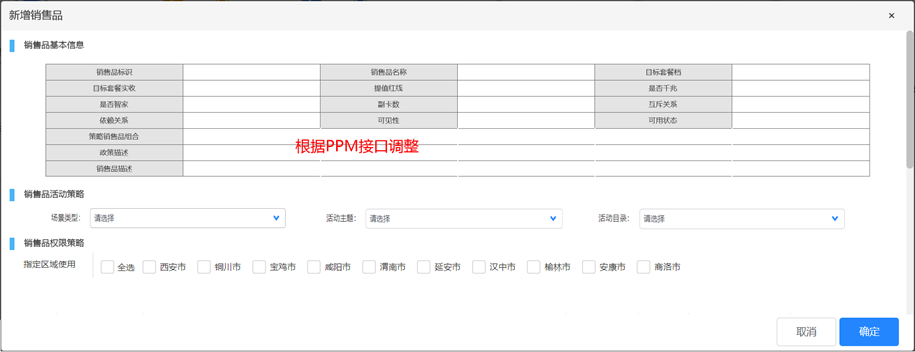 新增销售品
×
销售品基本信息
销售品标识 销售品名称 目标套餐档
目标套餐实收 提值红线 是否千兆
是否智家 副卡数 互斥关系
依赖关系 可见性 可用状态
策略销售品组合
政策描述 根据PPM接口调整
销售品描述
销售品活动策略
场景类型: 请选择 活动主题: 请选择 活动目录: 请选择
销售品权限策略
指定区域使用 全选 西安市 铜川市 宝鸡市 咸阳市 渭南市 延安市 汉中市 榆林市 安康市 商洛市
取消 确定